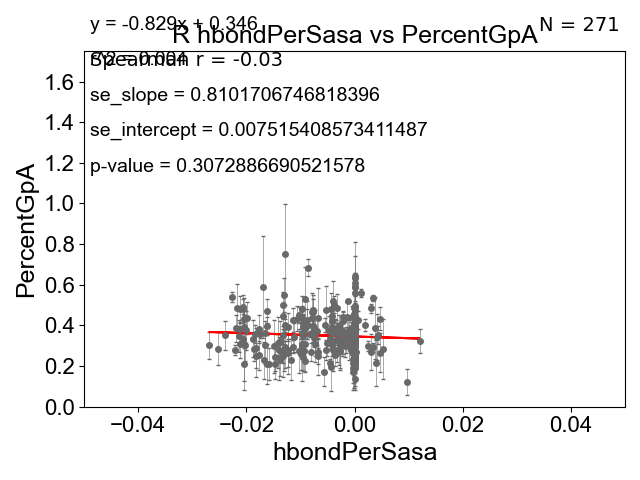 y = -0.829x + 0.346
N = 271
R hbondPerSasa vs PercentGpA
r^2 = 0.004
Spearman r = -0.03
se_slope = 0.8101706746818396
se_intercept = 0.007515408573411487
p-value = 0.3072886690521578
PercentGpA
1.6
1.4
1.2
1.0
0.8
0.6
0.4
0.2
0.0
−0.04 −0.02 0.00 0.02 0.04
hbondPerSasa